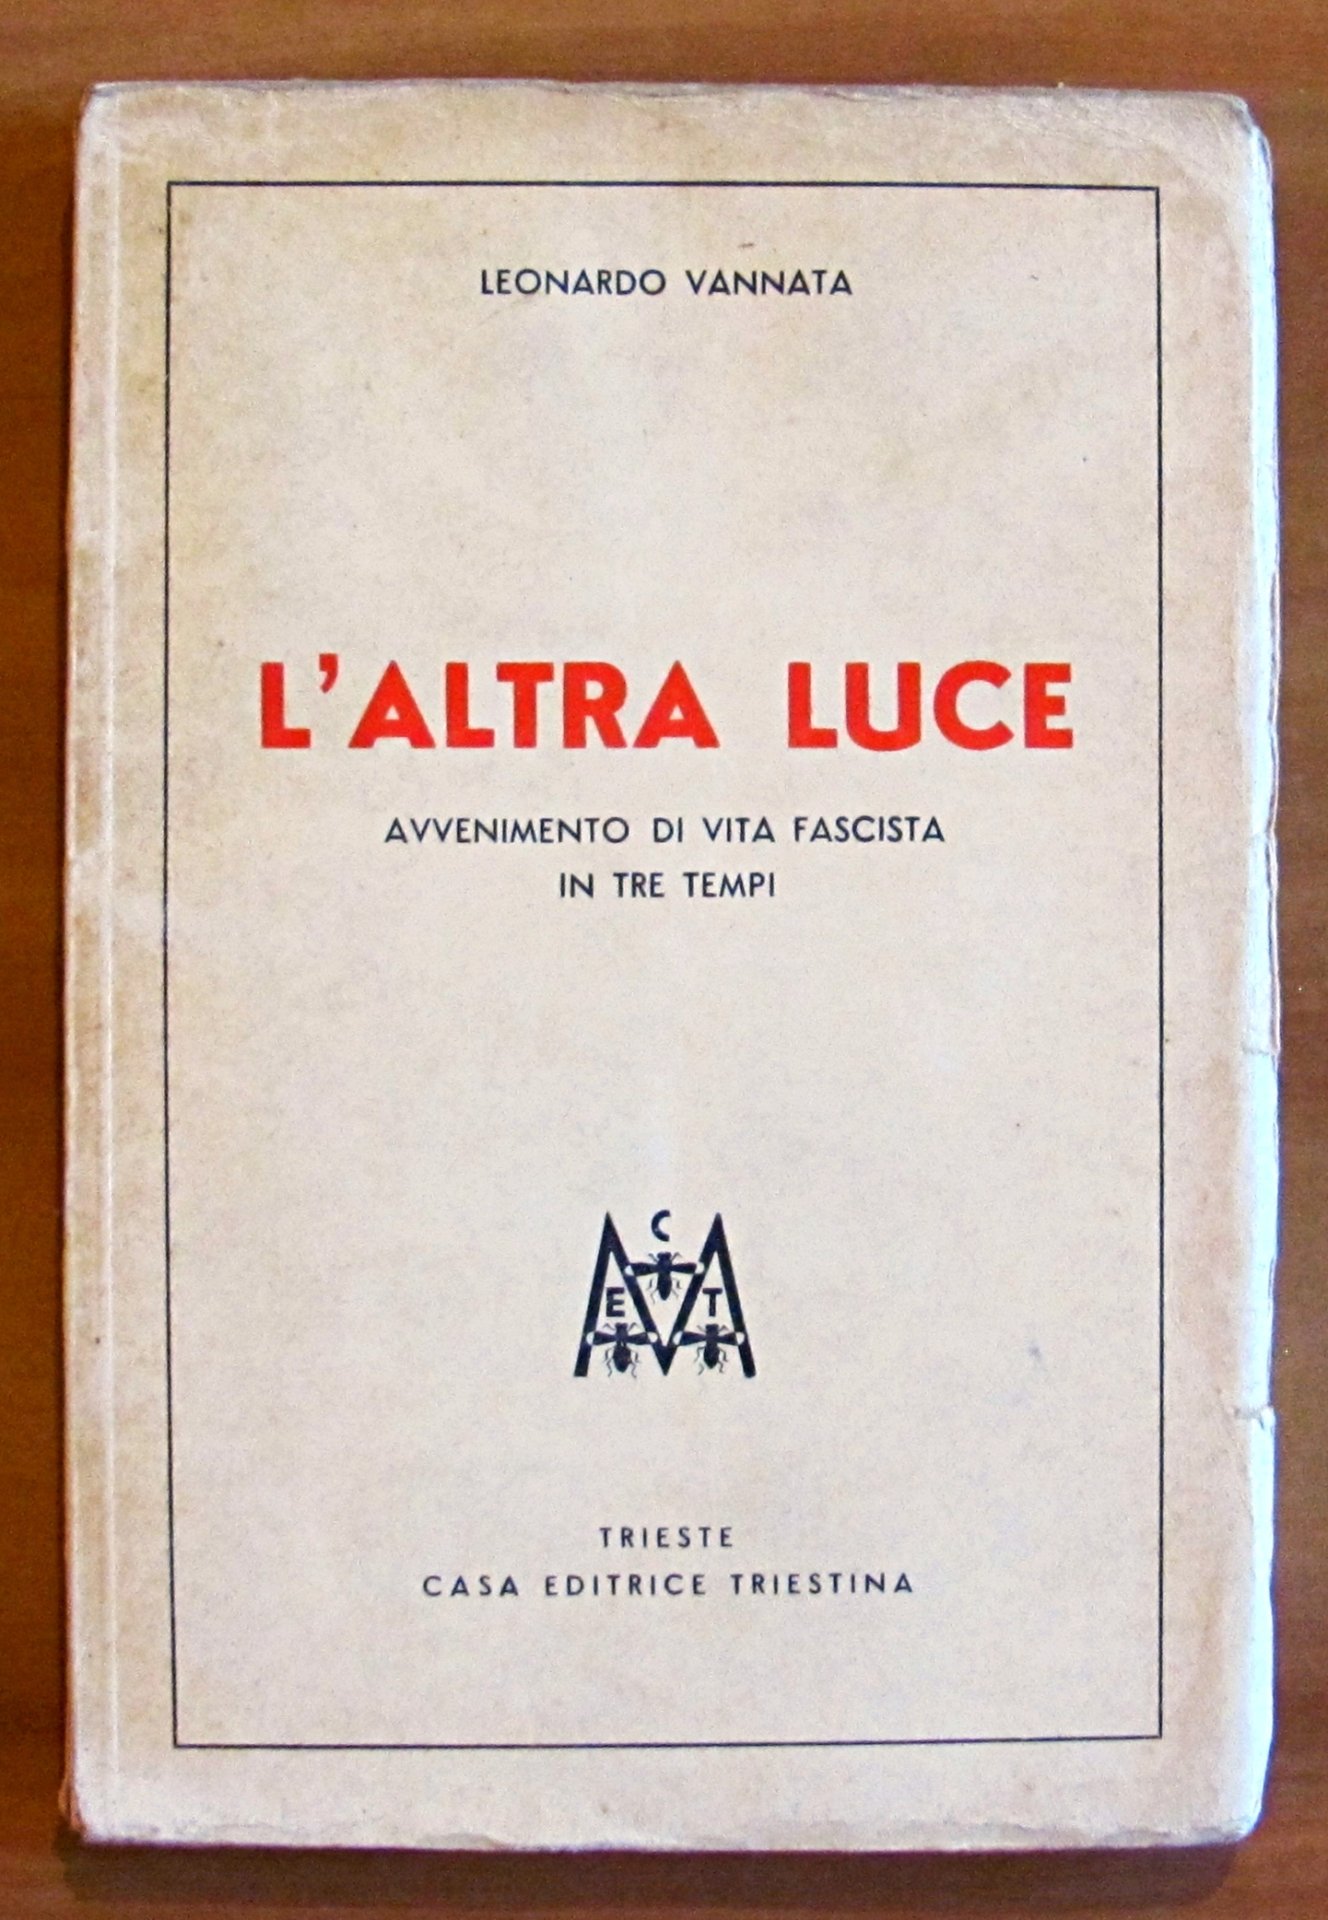 LEONARDO VANNATA
L'ALTRA LUCE
AVVENIMENTO DI VITA FASCISTA
IN TRE TEMPI
C
E T
TRIESTE
CASA EDITRICE TRIESTINA